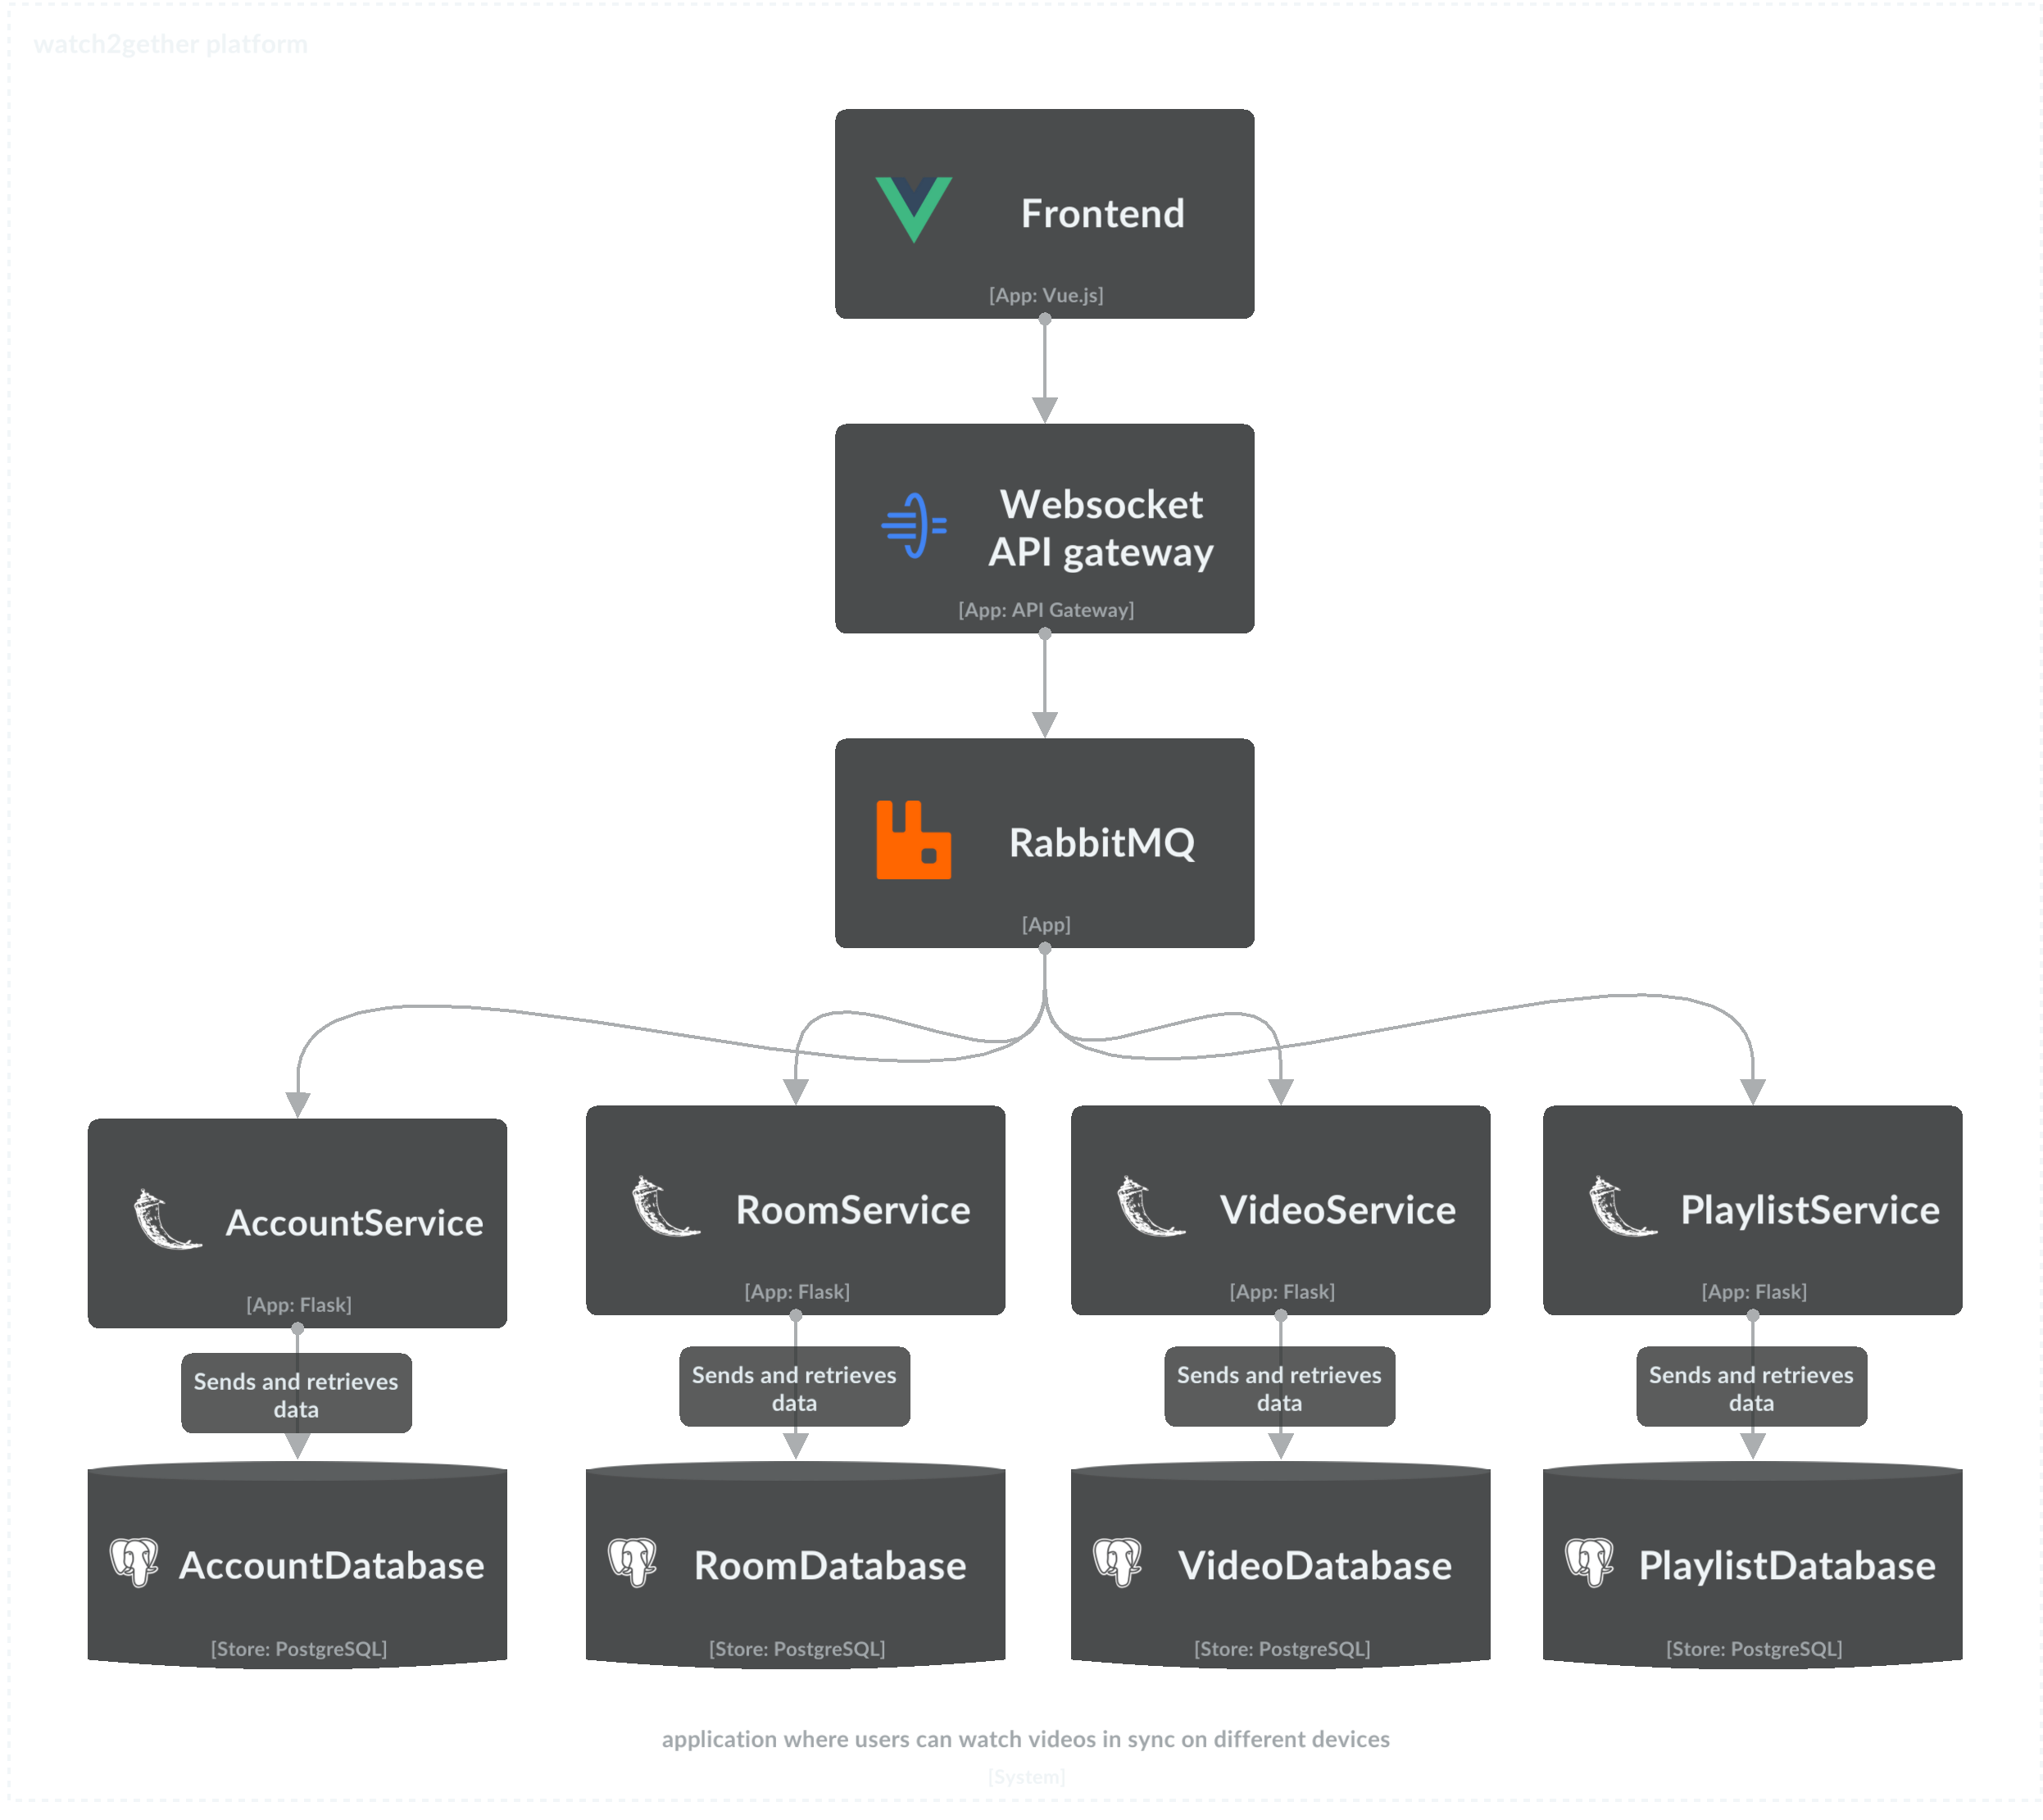 watch2gether platform
Frontend
[App: Vue.js]
Websocket
API gateway
[App: API Gateway]
RabbitMQ
[App]
AccountService
[App: Flask]
RoomService
[App: Flask]
VideoService
[App: Flask]
PlaylistService
[App: Flask]
Sends and retrieves
data
Sends and retrieves
data
Sends and retrieves
data
Sends and retrieves
data
AccountDatabase
[Store: PostgreSQL]
RoomDatabase
[Store: PostgreSQL]
VideoDatabase
[Store: PostgreSQL]
PlaylistDatabase
[Store: PostgreSQL]
application where users can watch videos in sync on different devices
[System]